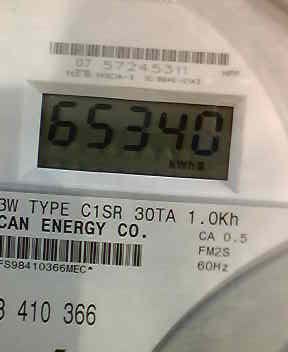 07 57245311
65340
kWh
3W TYPE C1SR 30TA 1.0Kh
CAN ENERGY CO.
CA 0.5
FM2S
60Hz
FS98410366MEC*
410 366